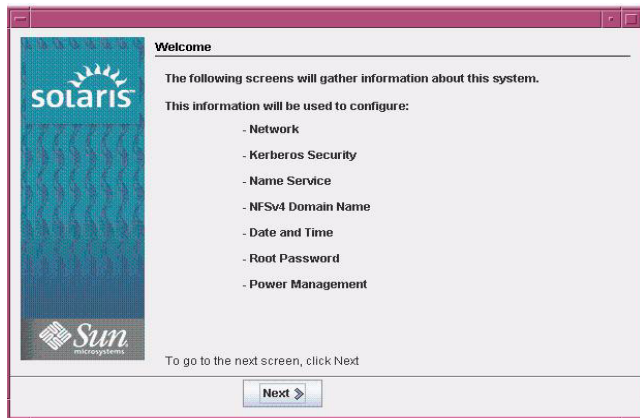 Welcome
solaris
The following screens will gather information about this system.
This information will be used to configure:
- Network
- Kerberos Security
- Name Service
- NFSv4 Domain Name
- Date and Time
- Root Password
- Power Management
Sun
microsystems
To go to the next screen, click Next
Next